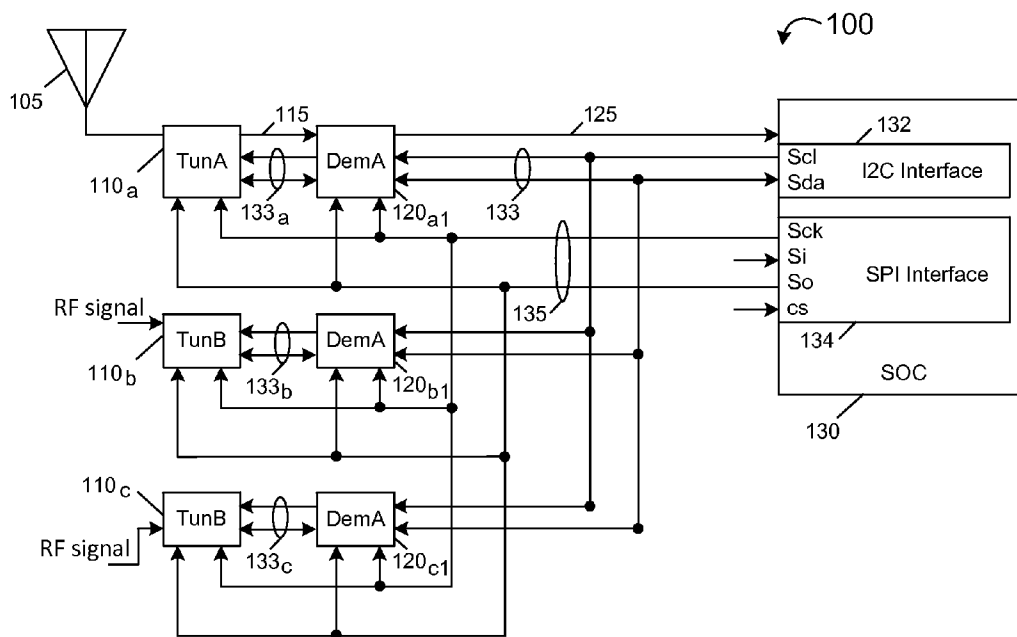 100
105
115
125
132
TunA
DemA
Scl
I2C Interface
Sda
110a
133a
120a1
133
Sck
Si
SPI Interface
So
cs
135
134
RF signal
TunB
DemA
110b
133b
120b1
SOC
130
110c
TunB
DemA
RF signal
133c
120c1